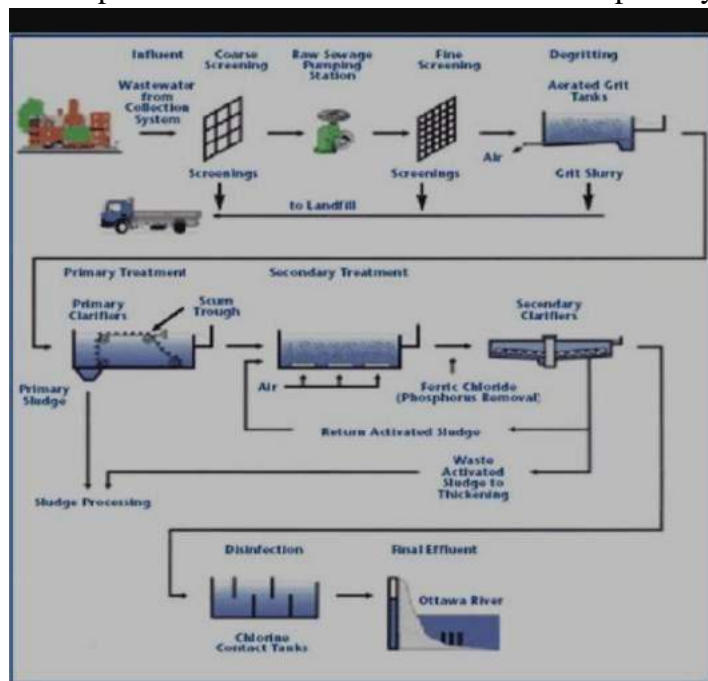 Influent
Coarse
Screening
Raw Sewage
Pumping
Station
Fine
Screening
Degritting
Wastewater
from
Collection
System
Aerated Grit
Tanks
Air
Screenings
Screenings
Grit Slurry
to Landfill
Primary Treatment
Secondary Treatment
Primary
Clarifiers
Scum
Trough
Secondary
Clarifiers
Primary
Sludge
Air
Ferric Chloride
(Phosphorus Removal)
Return Activated Sludge
Waste
Activated
Sludge to
Thickening
Sludge Processing
Disinfection
Final Effluent
Ottawa River
Chlorine
Contact Tanks